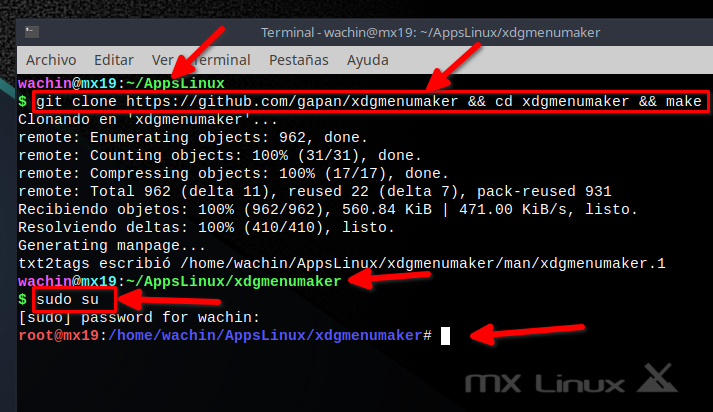 Terminal - wachin@mx19: ~/AppsLinux/xdgmenumaker
Archivo Editar Ver Terminal Pestañas Ayuda
wachin@mx19:~/AppsLinux
$ git clone https://github.com/gapan/xdgmenumaker && cd xdgmenumaker && make
Clonando en 'xdgmenumaker'...
remote: Enumerating objects: 962, done.
remote: Counting objects: 100% (31/31), done.
remote: Compressing objects: 100% (17/17), done.
remote: Total 962 (delta 11), reused 22 (delta 7), pack-reused 931
Recibiendo objetos: 100% (962/962), 560.84 KiB | 471.00 KiB/s, listo.
Resolviendo deltas: 100% (410/410), listo.
Generating manpage...
txt2tags escribió /home/wachin/AppsLinux/xdgmenumaker/man/xdgmenumaker.1
wachin@mx19:~/AppsLinux/xdgmenumaker
$ sudo su
[sudo] password for wachin:
root@mx19:/home/wachin/AppsLinux/xdgmenumaker#
MX Linux